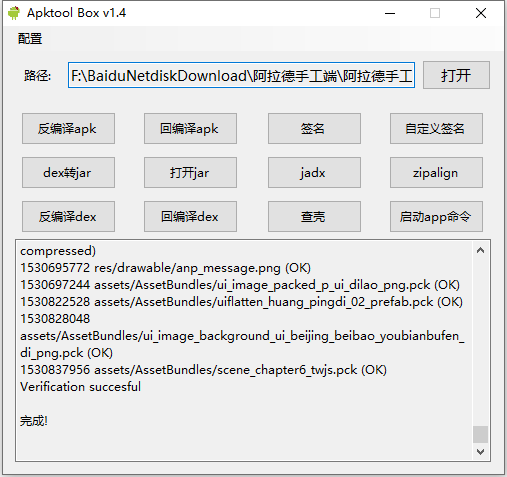 Apktool Box v1.4
配置
路径:
F:\BaiduNetdiskDownload\阿拉德手工端\阿拉德手工
打开
反编译apk
回编译apk
签名
自定义签名
dex转jar
打开jar
jadx
zipalign
反编译dex
回编译dex
查壳
启动app命令
compressed)
1530695772 res/drawable/anp_message.png (OK)
1530697244 assets/AssetBundles/ui_image_packed_p_ui_dilao_png.pck (OK)
1530822528 assets/AssetBundles/uiflatten_huang_pingdi_02_prefab.pck (OK)
1530828048
assets/AssetBundles/ui_image_background_ui_beijing_beibao_youbianbufen_
di_png.pck (OK)
1530837956 assets/AssetBundles/scene_chapter6_twjs.pck (OK)
Verification succesful
完成!